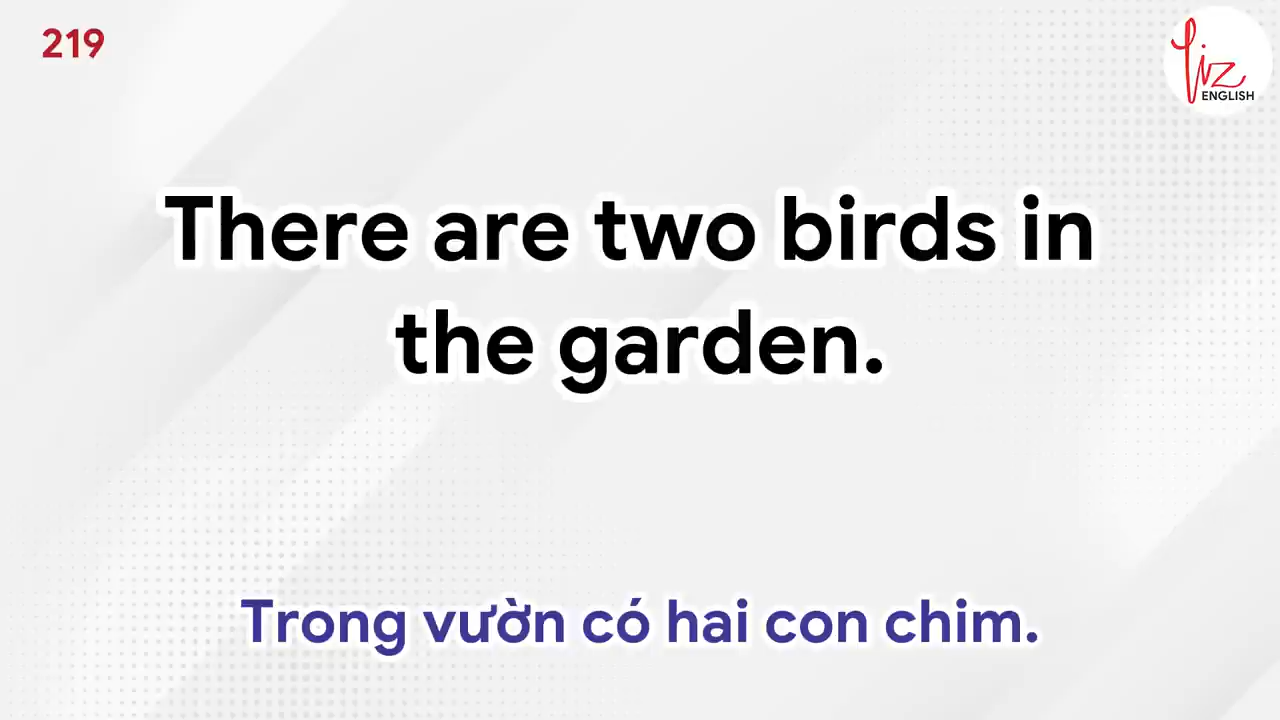 219
Liz
ENGLISH
There are two birds in
the garden.
Trong vườn có hai con chim.